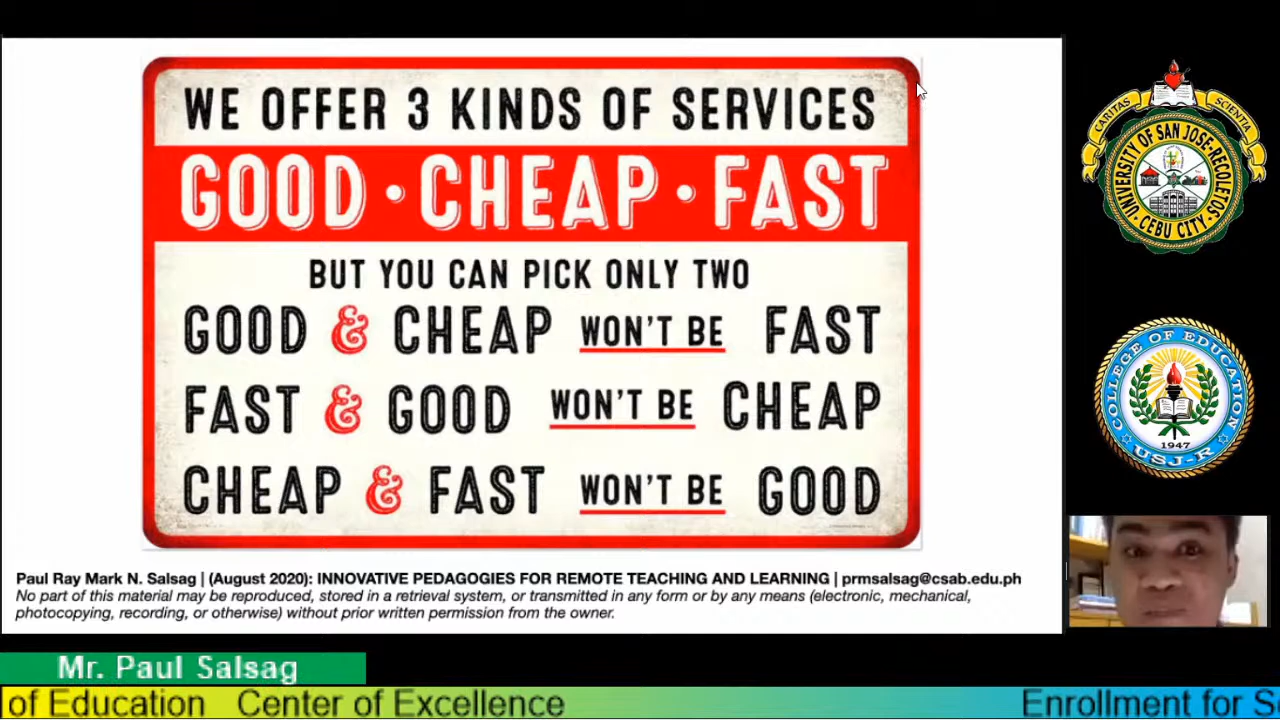 WE OFFER 3 KINDS OF SERVICES
GOOD • CHEAP • FAST
BUT YOU CAN PICK ONLY TWO
GOOD & CHEAP WON'T BE FAST
FAST & GOOD WON'T BE CHEAP
CHEAP & FAST WON'T BE GOOD
Paul Ray Mark N. Salsag | (August 2020): INNOVATIVE PEDAGOGIES FOR REMOTE TEACHING AND LEARNING | prmsalsag@csab.edu.ph
No part of this material may be reproduced, stored in a retrieval system, or transmitted in any form or by any means (electronic, mechanical,
photocopying, recording, or otherwise) without prior written permission from the owner.
CARITAS SCIENTIA
UNIVERSITY OF SAN JOSE-RECOLETOS
CEBU CITY
COLLEGE OF EDUCATION
1947
USJ-R
Mr. Paul Salsag
of Education Center of Excellence Enrollment for